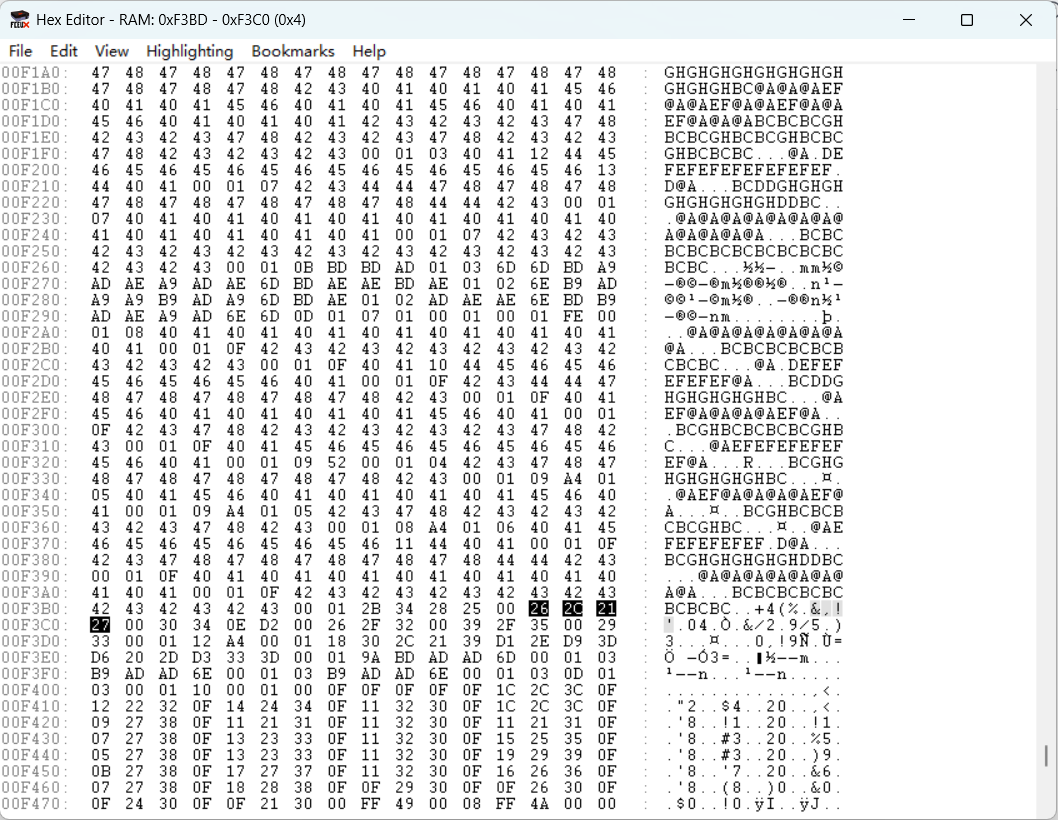 Hex Editor - RAM: 0xF3BD - 0xF3C0 (0x4)
File Edit View Highlighting Bookmarks Help
00F1A0: 47 48 47 48 47 48 47 48 47 48 47 48 47 48 47 48 : GHGHGHGHGHGHGHGH
00F1B0: 47 48 47 48 47 48 42 43 40 41 40 41 40 41 45 46 : GHGHGHBC@A@A@AEF
00F1C0: 40 41 40 41 45 46 40 41 40 41 45 46 40 41 40 41 : @A@AEF@A@AEF@A@A
00F1D0: 45 46 40 41 40 41 40 41 42 43 42 43 42 43 47 48 : EF@A@A@ABCBCBCGH
00F1E0: 42 43 42 43 47 48 42 43 42 43 47 48 42 43 42 43 : BCBCGHBCBCGHBCBC
00F1F0: 47 48 42 43 42 43 42 43 00 01 03 40 41 12 44 45 : GHBCBCBC...@A.DE
00F200: 46 45 46 45 46 45 46 45 46 45 46 45 46 45 46 13 : FEFEFEFEFEFEFEF.
00F210: 44 40 41 00 01 07 42 43 44 44 47 48 47 48 47 48 : D@A...BCDDGHGHGH
00F220: 47 48 47 48 47 48 47 48 47 48 44 44 42 43 00 01 : GHGHGHGHGHDDBC..
00F230: 07 40 41 40 41 40 41 40 41 40 41 40 41 40 41 40 : .@A@A@A@A@A@A@A@
00F240: 41 40 41 40 41 40 41 40 41 00 01 07 42 43 42 43 : A@A@A@A@A...BCBC
00F250: 42 43 42 43 42 43 42 43 42 43 42 43 42 43 42 43 : BCBCBCBCBCBCBCBC
00F260: 42 43 42 43 00 01 0B BD BD AD 01 03 6D 6D BD A9 : BCBC...½½-..mm½©
00F270: AD AE A9 AD 6D BD AE AE BD AE 01 02 6E B9 AD : -®©-m½®®½®..n¹-
00F280: A9 A9 B9 AD A9 6D BD AE 01 02 AD AE AE 6E BD B9 : ©©¹-©m½®..-®®n½¹
00F290: AD AE A9 AD 6E 6D 0D 01 07 01 00 01 00 01 FE 00 : -®©-nm........þ.
00F2A0: 01 08 40 41 40 41 40 41 40 41 40 41 40 41 40 41 : ..@A@A@A@A@A@A@A
00F2B0: 40 41 00 01 0F 42 43 42 43 42 43 42 43 42 43 42 : @A...BCBCBCBCBCB
00F2C0: 43 42 43 42 43 00 01 0F 40 41 10 44 45 46 45 46 : CBCBC...@A.DEFEF
00F2D0: 45 46 45 46 45 46 40 41 00 01 0F 42 43 44 44 47 : EFEFEF@A...BCDDG
00F2E0: 48 47 48 47 48 47 48 47 48 42 43 00 01 0F 40 41 : HGHGHGHGHBC...@A
00F2F0: 45 46 40 41 40 41 40 41 40 41 45 46 40 41 00 01 : EF@A@A@A@AEF@A..
00F300: 0F 42 43 47 48 42 43 42 43 42 43 42 43 47 48 42 : .BCGHBCBCBCBCGHB
00F310: 43 00 01 0F 40 41 45 46 45 46 45 46 45 46 45 46 : C...@AEFEFEFEFEF
00F320: 45 46 40 41 00 01 09 52 00 01 04 42 43 47 48 47 : EF@A...R...BCGHG
00F330: 48 47 48 47 48 47 48 47 48 42 43 00 01 09 A4 01 : HGHGHGHGHBC...¤.
00F340: 05 40 41 45 46 40 41 40 41 40 41 40 41 45 46 40 : .@AEF@A@A@A@AEF@
00F350: 41 00 01 09 A4 01 05 42 43 47 48 42 43 42 43 42 : A...¤..BCGHBCBCB
00F360: 43 42 43 47 48 42 43 00 01 08 A4 01 06 40 41 45 : CBCGHBC...¤..@AE
00F370: 46 45 46 45 46 45 46 45 46 11 44 40 41 00 01 0F : FEFEFEFEF.D@A...
00F380: 42 43 47 48 47 48 47 48 47 48 47 48 44 44 42 43 : BCGHGHGHGHGHDDBC
00F390: 00 01 0F 40 41 40 41 40 41 40 41 40 41 40 41 40 : ...@A@A@A@A@A@A@
00F3A0: 41 40 41 00 01 0F 42 43 42 43 42 43 42 43 42 43 : A@A...BCBCBCBCBC
00F3B0: 42 43 42 43 42 43 00 01 2B 34 28 25 00 26 2C 21 : BCBCBC..+4(%.&,!
00F3C0: 27 00 30 34 0E D2 00 26 2F 32 00 39 2F 35 00 29 : '.04.Ò.&/2.9/5.)
00F3D0: 33 00 01 12 A4 00 01 18 30 2C 21 39 D1 2E D9 3D : 3...¤...0,!9Ñ.Ù=
00F3E0: D6 20 2D D3 33 3D 00 01 9A BD AD AD 6D 00 01 03 : Ö -Ó3=..▮½--m...
00F3F0: B9 AD AD 6E 00 01 03 B9 AD AD 6E 00 01 03 0D 01 : ¹--n...¹--n.....
00F400: 03 00 01 10 00 01 00 0F 0F 0F 0F 0F 1C 2C 3C 0F : .............,<.
00F410: 12 22 32 0F 14 24 34 0F 11 32 30 0F 1C 2C 3C 0F : ."2..$4..20..,<.
00F420: 09 27 38 0F 11 21 31 0F 11 32 30 0F 11 21 31 0F : .'8..!1..20..!1.
00F430: 07 27 38 0F 13 23 33 0F 11 32 30 0F 15 25 35 0F : .'8..#3..20..%5.
00F440: 05 27 38 0F 13 23 33 0F 11 32 30 0F 19 29 39 0F : .'8..#3..20..)9.
00F450: 0B 27 38 0F 17 27 37 0F 11 32 30 0F 16 26 36 0F : .'8..'7..20..&6.
00F460: 07 27 38 0F 18 28 38 0F 0F 29 30 0F 0F 26 30 0F : .'8..(8..)0..&0.
00F470: 0F 24 30 0F 0F 21 30 00 FF 49 00 08 FF 4A 00 00 : .$0..!0.ÿI..ÿJ..